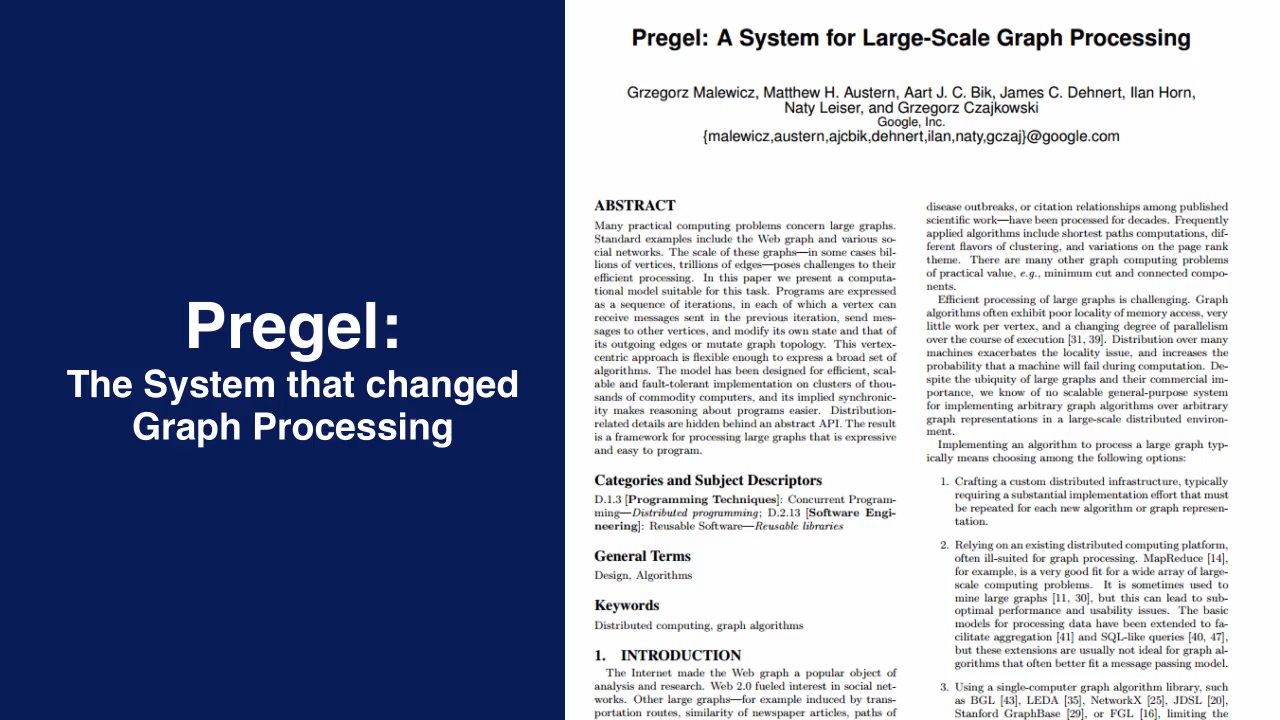 Pregel:
The System that changed
Graph Processing
Pregel: A System for Large-Scale Graph Processing
Grzegorz Malewicz, Matthew H. Austern, Aart J. C. Bik, James C. Dehnert, Ilan Horn,
Naty Leiser, and Grzegorz Czajkowski
Google, Inc.
{malewicz,austern,ajcbik,dehnert,ilan,naty,gczaj}@google.com
ABSTRACT
Many practical computing problems concern large graphs.
Standard examples include the Web graph and various so-
cial networks. The scale of these graphs—in some cases bil-
lions of vertices, trillions of edges—poses challenges to their
efficient processing. In this paper we present a computa-
tional model suitable for this task. Programs are expressed
as a sequence of iterations, in each of which a vertex can
receive messages sent in the previous iteration, send mes-
sages to other vertices, and modify its own state and that of
its outgoing edges or mutate graph topology. This vertex-
centric approach is flexible enough to express a broad set of
algorithms. The model has been designed for efficient, scal-
able and fault-tolerant implementation on clusters of thou-
sands of commodity computers, and its implied synchronic-
ity makes reasoning about programs easier. Distribution-
related details are hidden behind an abstract API. The result
is a framework for processing large graphs that is expressive
and easy to program.
Categories and Subject Descriptors
D.1.3 [Programming Techniques]: Concurrent Program-
ming—Distributed programming; D.2.13 [Software Engi-
neering]: Reusable Software—Reusable libraries
General Terms
Design, Algorithms
Keywords
Distributed computing, graph algorithms
1. INTRODUCTION
The Internet made the Web graph a popular object of
analysis and research. Web 2.0 fueled interest in social net-
works. Other large graphs—for example induced by trans-
portation routes, similarity of newspaper articles, paths of
disease outbreaks, or citation relationships among published
scientific work—have been processed for decades. Frequently
applied algorithms include shortest paths computations, dif-
ferent flavors of clustering, and variations on the page rank
theme. There are many other graph computing problems
of practical value, e.g., minimum cut and connected compo-
nents.
Efficient processing of large graphs is challenging. Graph
algorithms often exhibit poor locality of memory access, very
little work per vertex, and a changing degree of parallelism
over the course of execution [31, 39]. Distribution over many
machines exacerbates the locality issue, and increases the
probability that a machine will fail during computation. De-
spite the ubiquity of large graphs and their commercial im-
portance, we know of no scalable general-purpose system
for implementing arbitrary graph algorithms over arbitrary
graph representations in a large-scale distributed environ-
ment.
Implementing an algorithm to process a large graph typ-
ically means choosing among the following options:
1. Crafting a custom distributed infrastructure, typically
requiring a substantial implementation effort that must
be repeated for each new algorithm or graph represen-
tation.
2. Relying on an existing distributed computing platform,
often ill-suited for graph processing. MapReduce [14],
for example, is a very good fit for a wide array of large-
scale computing problems. It is sometimes used to
mine large graphs [11, 30], but this can lead to sub-
optimal performance and usability issues. The basic
models for processing data have been extended to fa-
cilitate aggregation [41] and SQL-like queries [40, 47],
but these extensions are usually not ideal for graph al-
gorithms that often better fit a message passing model.
3. Using a single-computer graph algorithm library, such
as BGL [43], LEDA [35], NetworkX [25], JDSL [20],
Stanford GraphBase [29], or FGL [16], limiting the